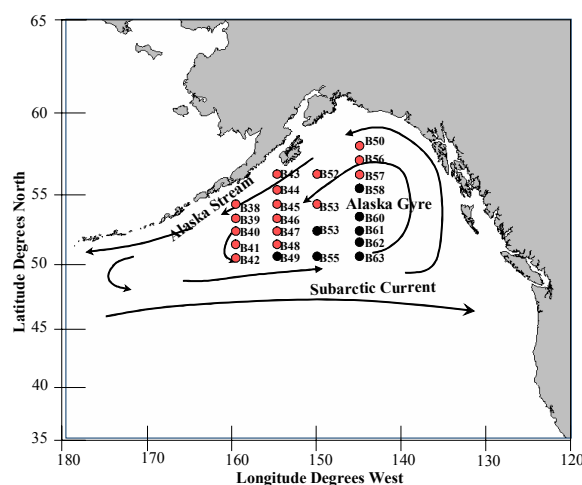 65
60
55
50
45
40
35
180
170
160
150
140
130
120
Latitude Degrees North
Longitude Degrees West
Alaska Stream
Alaska Gyre
Subarctic Current
B38
B39
B40
B41
B42
B43
B44
B45
B46
B47
B48
B49
B52
B53
B53
B55
B50
B56
B57
B58
B60
B61
B62
B63